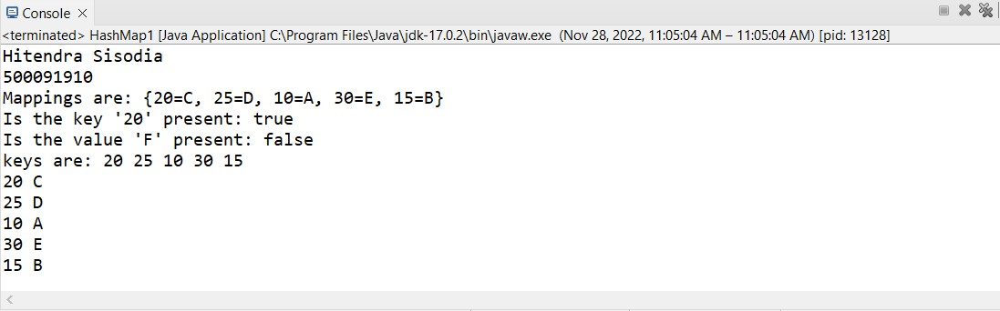 Console
<terminated> HashMap1 [Java Application] C:\Program Files\Java\jdk-17.0.2\bin\javaw.exe (Nov 28, 2022, 11:05:04 AM – 11:05:04 AM) [pid: 13128]
Hitendra Sisodia
500091910
Mappings are: {20=C, 25=D, 10=A, 30=E, 15=B}
Is the key '20' present: true
Is the value 'F' present: false
keys are: 20 25 10 30 15
20 C
25 D
10 A
30 E
15 B